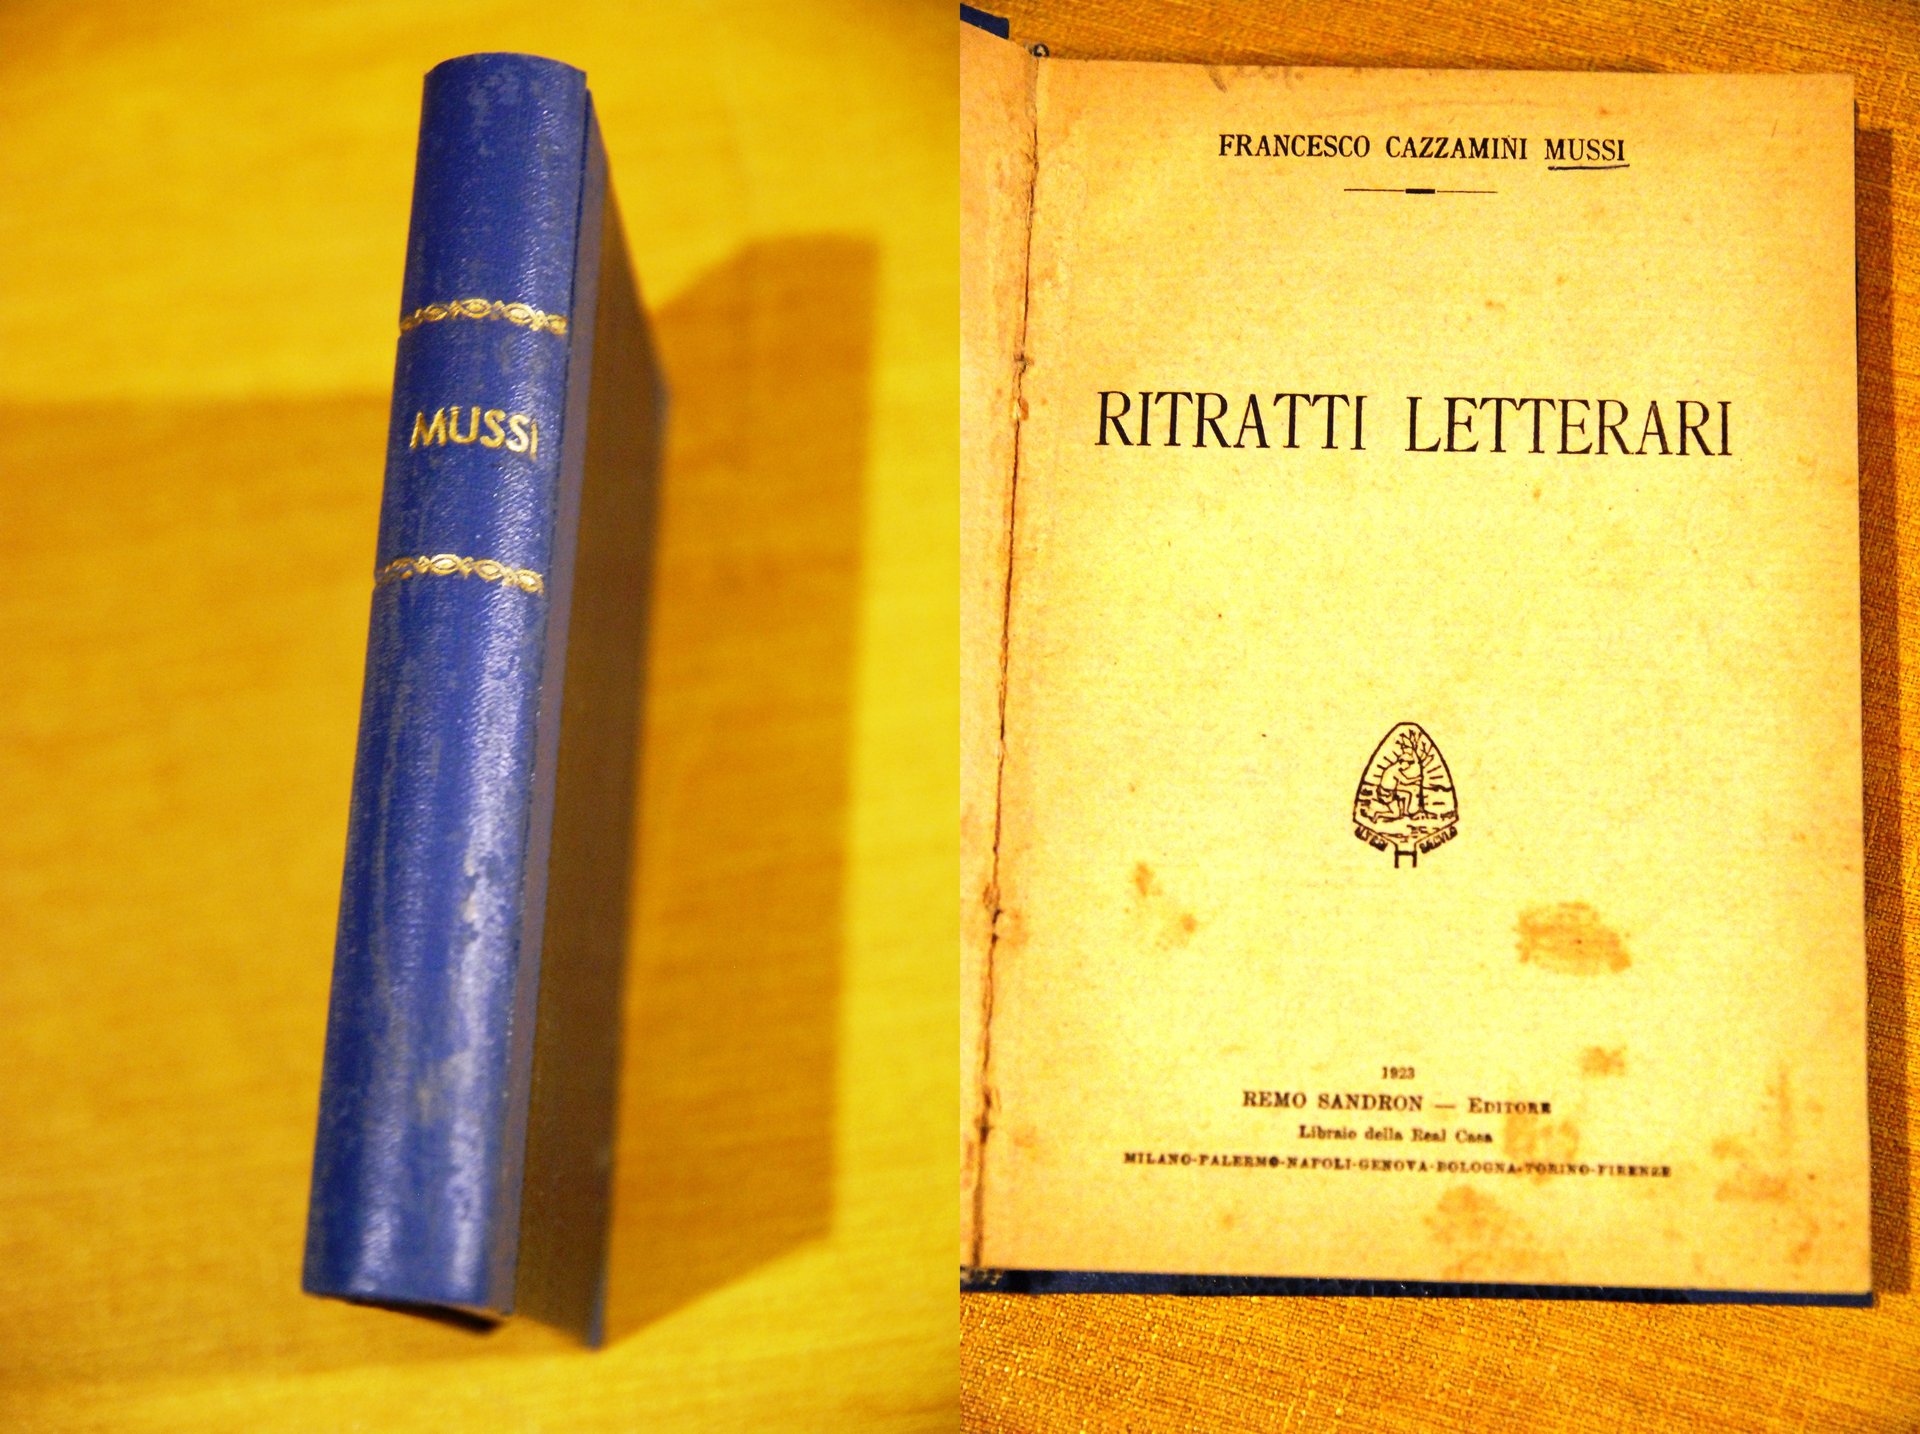 MUSSI
FRANCESCO CAZZAMINI MUSSI
RITRATTI LETTERARI
1923
REMO SANDRON — EDITORE
Libraio della Real Casa
MILANO-PALERMO-NAPOLI-GENOVA-BOLOGNA-TORINO-FIRENZE